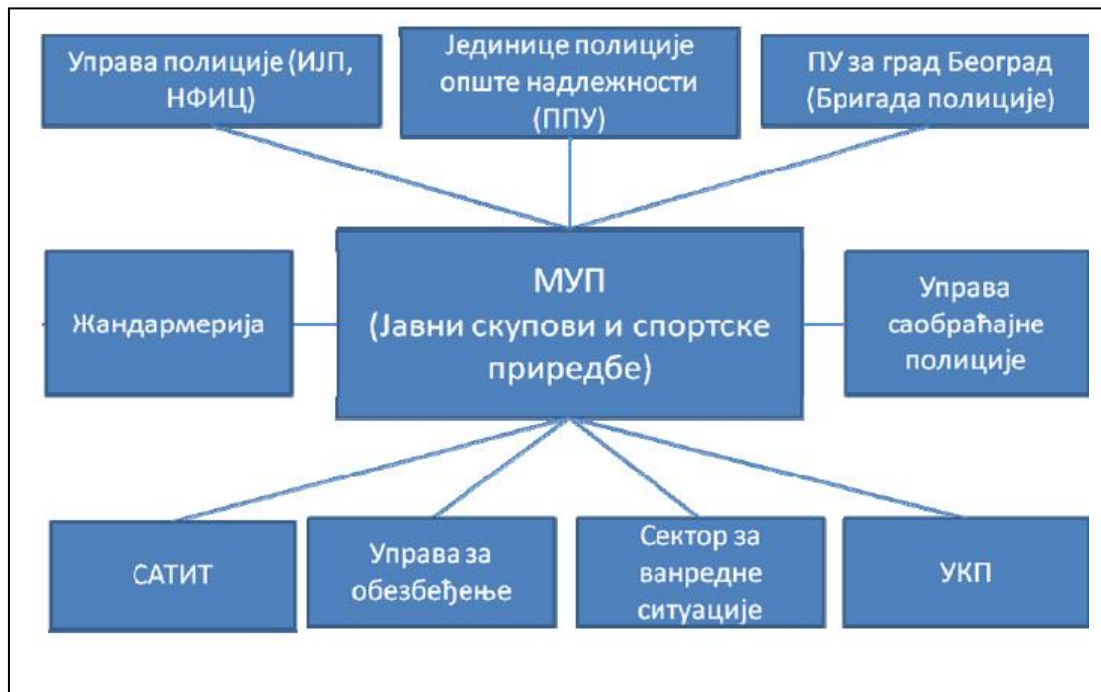 Управа полиције (ИЈП,
НФИЦ)
Јединице полиције
опште надлежности
(ППУ)
ПУ за град Београд
(Бригада полиције)
Жандармерија
МУП
(Јавни скупови и спортске
приредбе)
Управа
саобраћајне
полиције
САТИТ
Управа за
обезбеђење
Сектор за
ванредне
ситуације
УКП